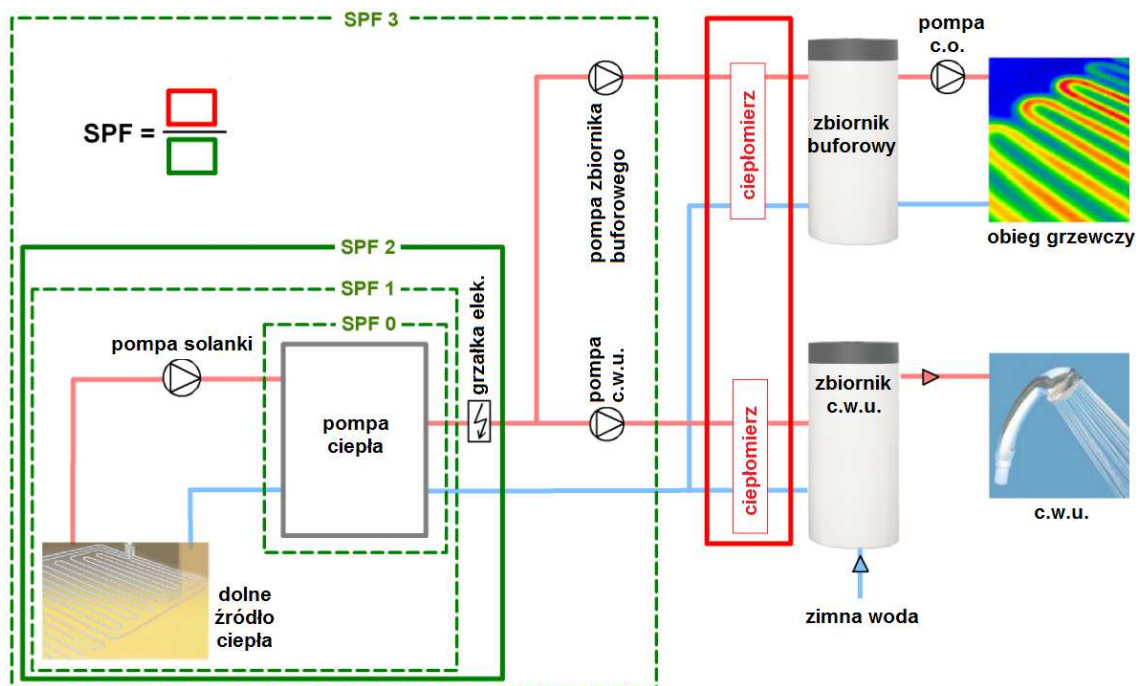 SPF 3
pompa
c.o.
SPF =
zbiornik
buforowy
ciepłomierz
pompa zbiornika
buforowego
obieg grzewczy
SPF 2
SPF 1
SPF 0
grzałka elek.
pompa solanki
pompa
c.w.u.
zbiornik
c.w.u.
pompa
ciepła
ciepłomierz
c.w.u.
dolne
źródło
ciepła
zimna woda